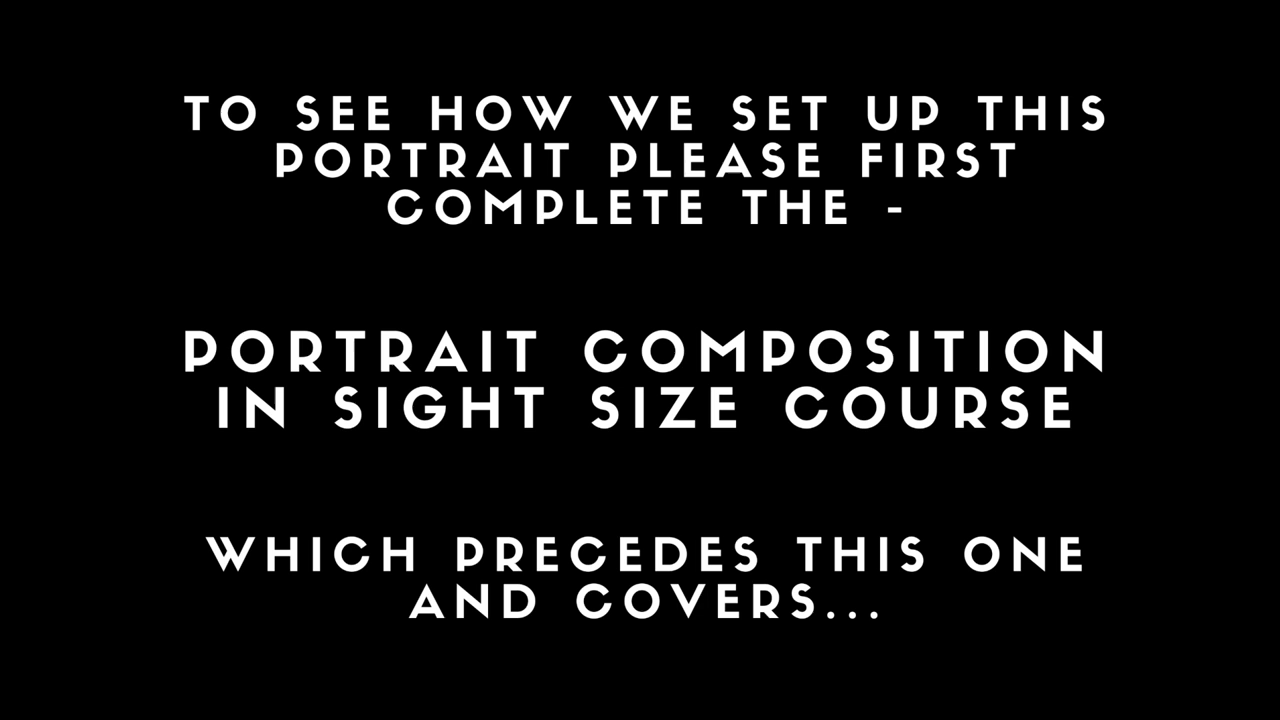 TO SEE HOW WE SET UP THIS
PORTRAIT PLEASE FIRST
COMPLETE THE -
PORTRAIT COMPOSITION
IN SIGHT SIZE COURSE
WHICH PRECEDES THIS ONE
AND COVERS...